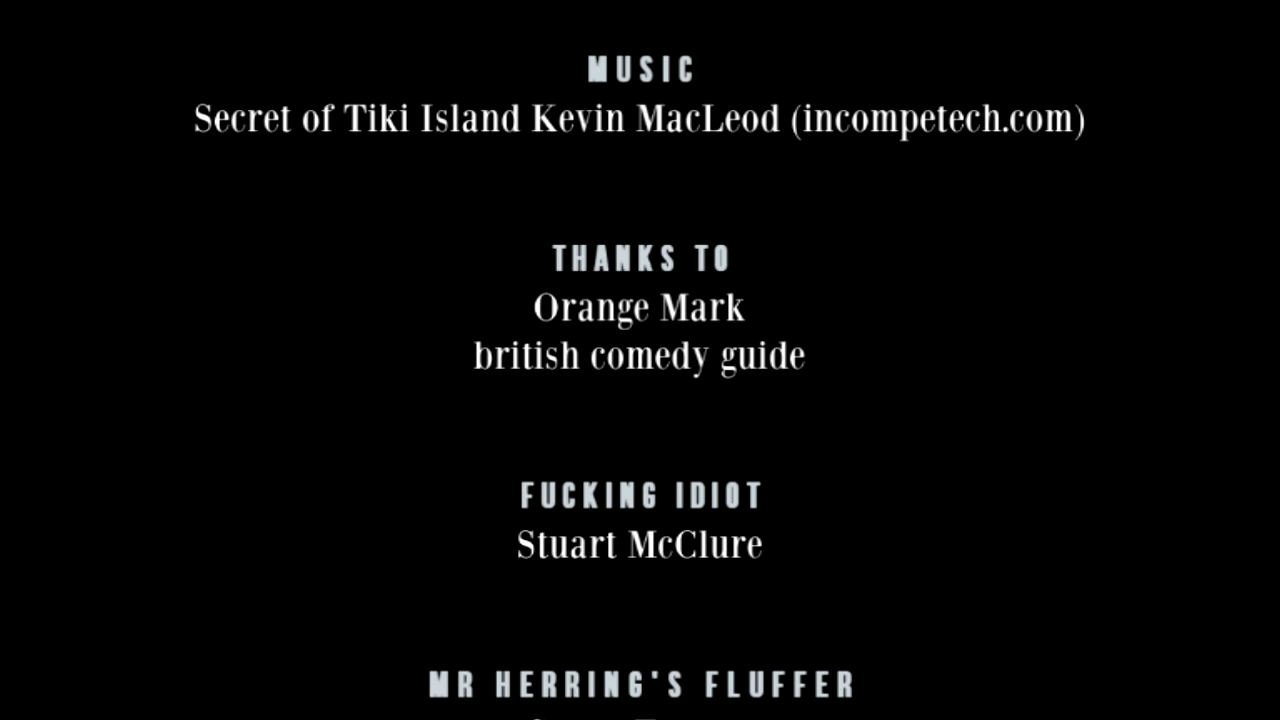 MUSIC
Secret of Tiki Island Kevin MacLeod (incompetech.com)
THANKS TO
Orange Mark
british comedy guide
FUCKING IDIOT
Stuart McClure
MR HERRING'S FLUFFER